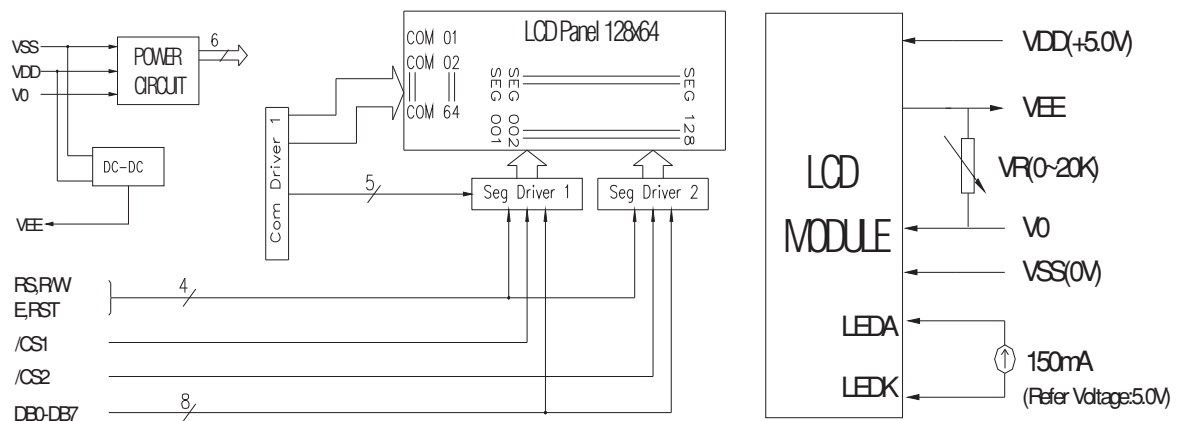 VSS
VDD
V0
POWER
CIRCUIT
6
DC-DC
VEE
LCD Panel 128x64
COM 01
COM 02
COM 64
SEG 001
SEG 002
SEG 128
Com Driver 1
5
Seg Driver 1
Seg Driver 2
RS,R/W
E,RST
4
/CS1
/CS2
DB0-DB7
8
LCD
MODULE
VDD(+5.0V)
VEE
VR(0~20K)
V0
VSS(0V)
LEDA
LEDK
150mA
(Refer Voltage:5.0V)